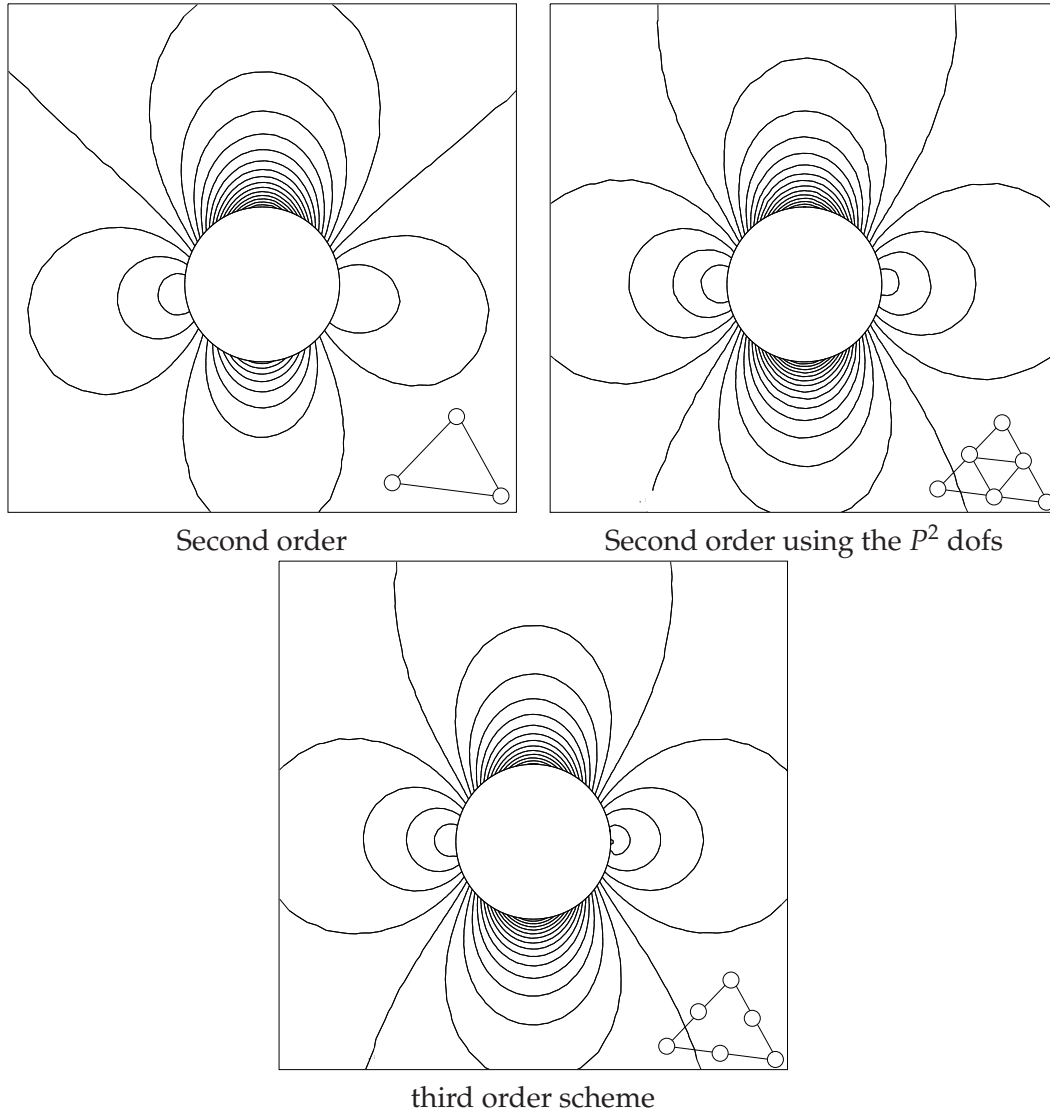 Second order
Second order using the P² dofs
third order scheme